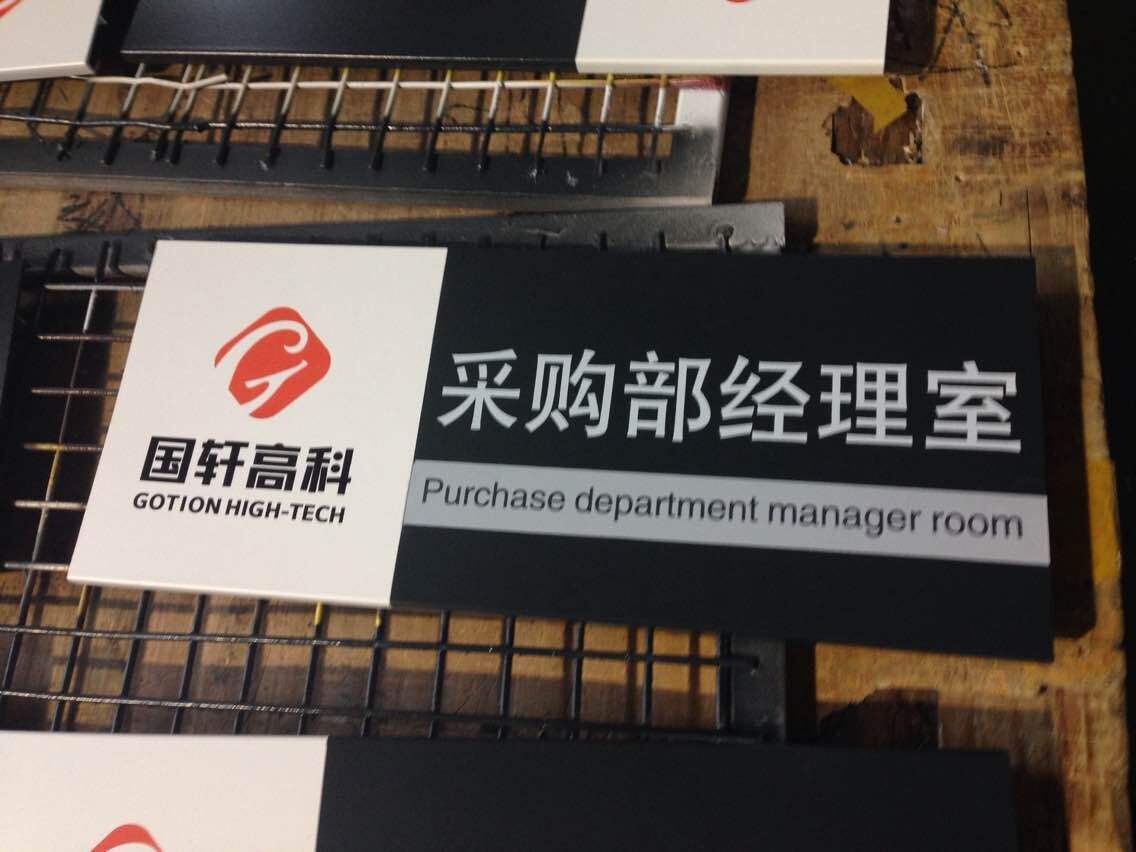 国轩高科
GOTION HIGH-TECH
采购部经理室
Purchase department manager room